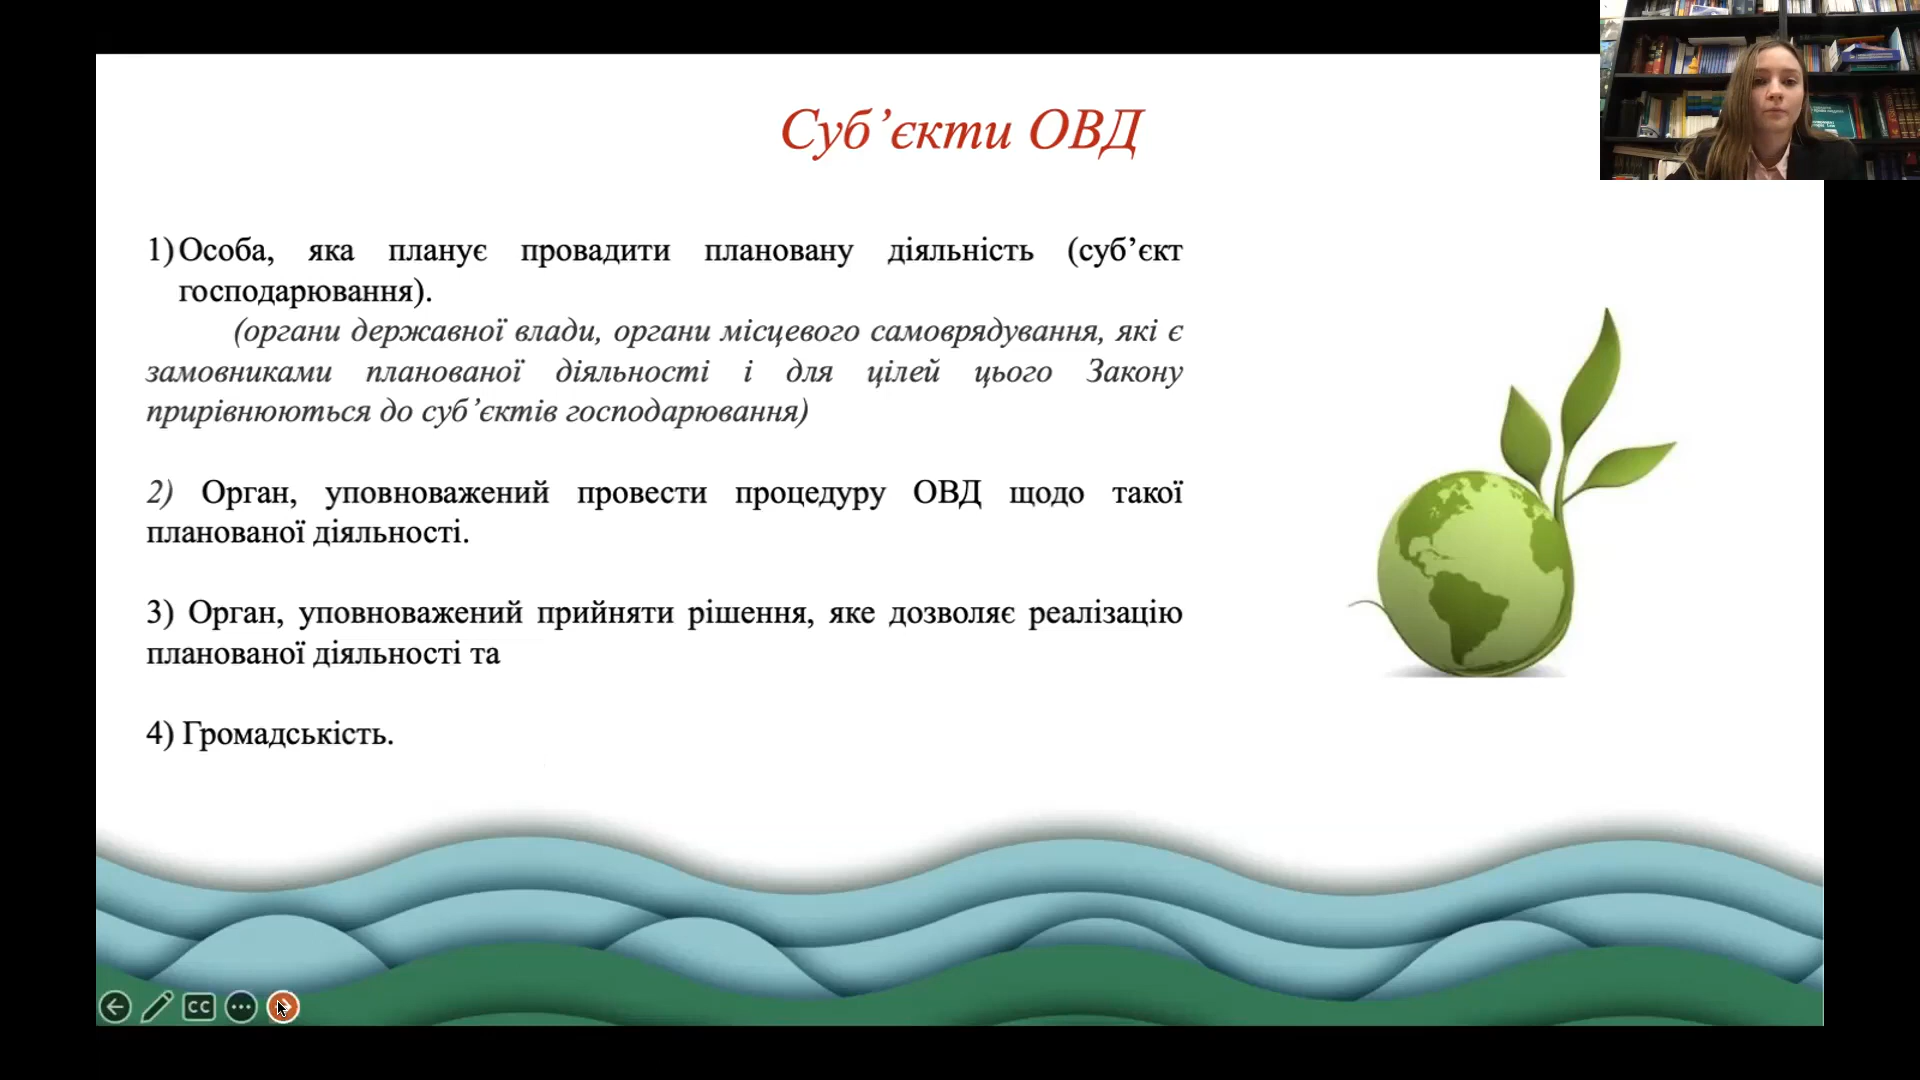 Суб’єкти ОВД
1) Особа, яка планує провадити плановану діяльність (суб’єкт
господарювання).
(органи державної влади, органи місцевого самоврядування, які є
замовниками планованої діяльності і для цілей цього Закону
прирівнюються до суб’єктів господарювання)
2) Орган, уповноважений провести процедуру ОВД щодо такої
планованої діяльності.
3) Орган, уповноважений прийняти рішення, яке дозволяє реалізацію
планованої діяльності та
4) Громадськість.
CC